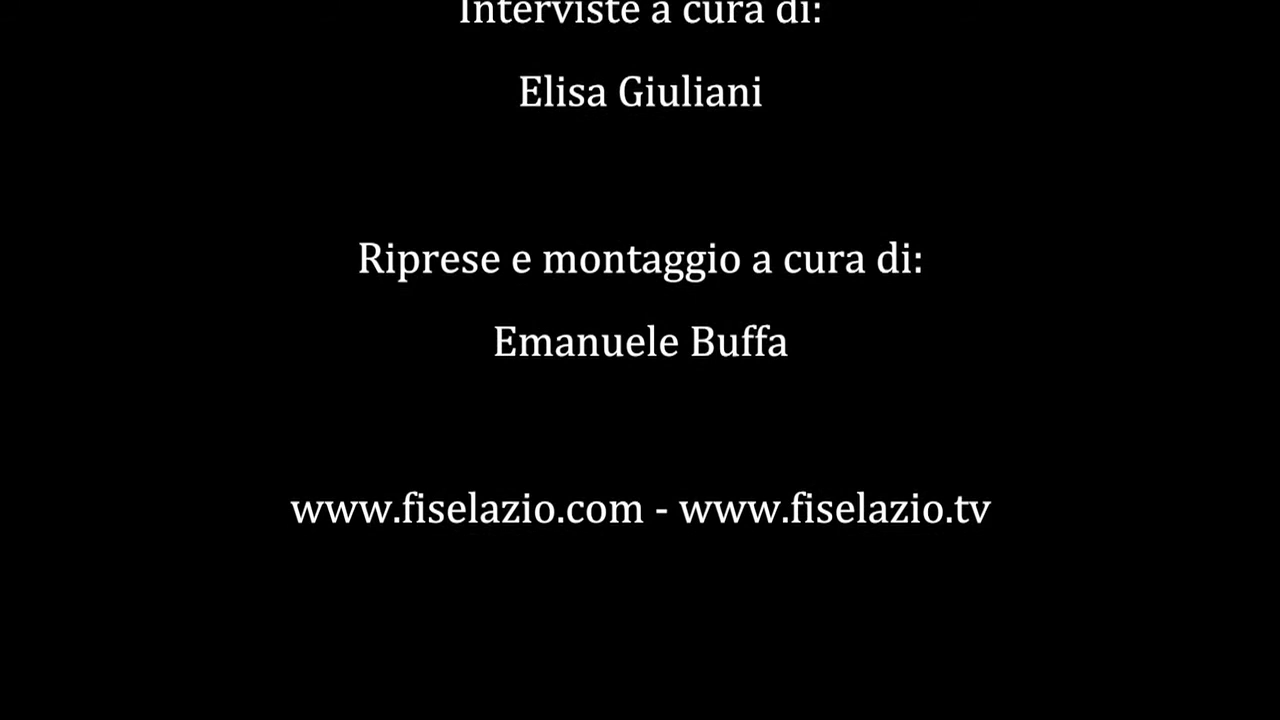 Interviste a cura di:
Elisa Giuliani
Riprese e montaggio a cura di:
Emanuele Buffa
www.fiselazio.com - www.fiselazio.tv